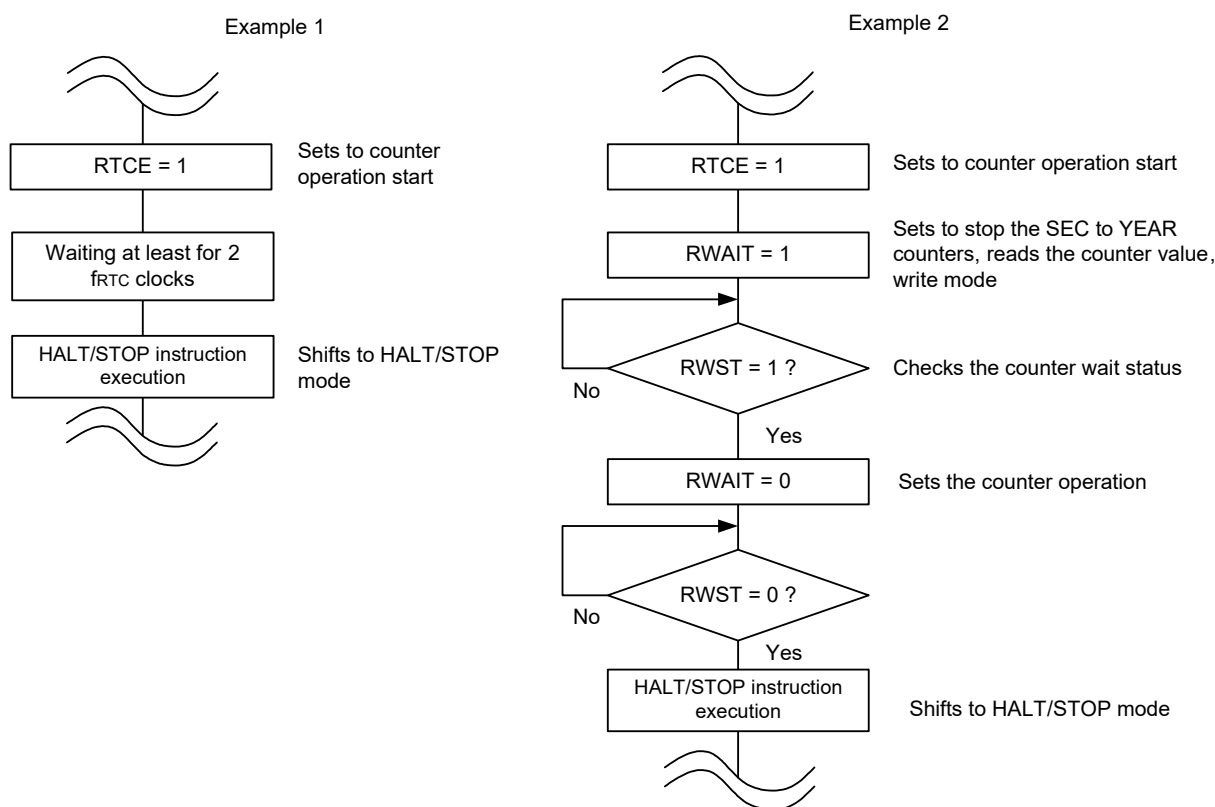 Example 1
RTCE = 1
Sets to counter
operation start
Waiting at least for 2
fRTC clocks
HALT/STOP instruction
execution
Shifts to HALT/STOP
mode
Example 2
RTCE = 1
Sets to counter operation start
RWAIT = 1
Sets to stop the SEC to YEAR
counters, reads the counter value,
write mode
RWST = 1 ?
Checks the counter wait status
No
Yes
RWAIT = 0
Sets the counter operation
RWST = 0 ?
No
Yes
HALT/STOP instruction
execution
Shifts to HALT/STOP mode